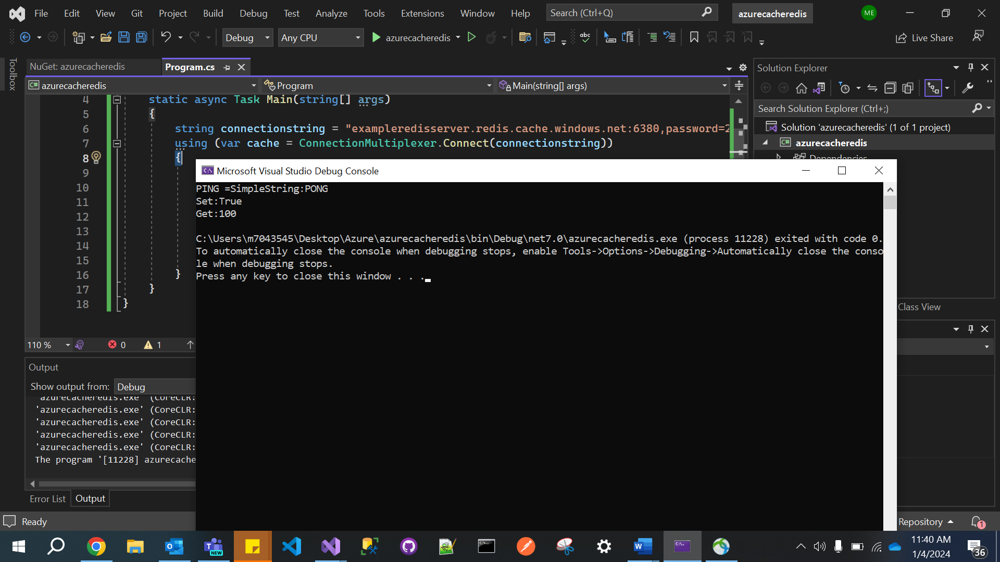 File Edit View Git Project Build Debug Test Analyze Tools Extensions Window Help Search (Ctrl+Q) azurecacheredis ME
Debug Any CPU azurecacheredis abc Live Share
Toolbox
NuGet: azurecacheredis Program.cs
C# azurecacheredis Program Main(string[] args)
4 static async Task Main(string[] args)
5 {
6 string connectionstring = "exampleredisserver.redis.cache.windows.net:6380,password=2
7 using (var cache = ConnectionMultiplexer.Connect(connectionstring))
8 {
9
10
11
12
13
14
15
16 }
17 }
18 }
110 % 0 1
Solution Explorer
Search Solution Explorer (Ctrl+;)
Solution 'azurecacheredis' (1 of 1 project)
C# azurecacheredis
Dependencies
Class View
Microsoft Visual Studio Debug Console
PING =SimpleString:PONG
Set:True
Get:100
C:\Users\m7043545\Desktop\Azure\azurecacheredis\bin\Debug\net7.0\azurecacheredis.exe (process 11228) exited with code 0.
To automatically close the console when debugging stops, enable Tools->Options->Debugging->Automatically close the conso
le when debugging stops.
Press any key to close this window . . .
Output
Show output from: Debug
'azurecacheredis.exe' (CoreCLR:
'azurecacheredis.exe' (CoreCLR:
'azurecacheredis.exe' (CoreCLR:
'azurecacheredis.exe' (CoreCLR:
'azurecacheredis.exe' (CoreCLR:
The program '[11228] azurecache
Error List Output
Ready Repository 1
NEW
11:40 AM
1/4/2024
36